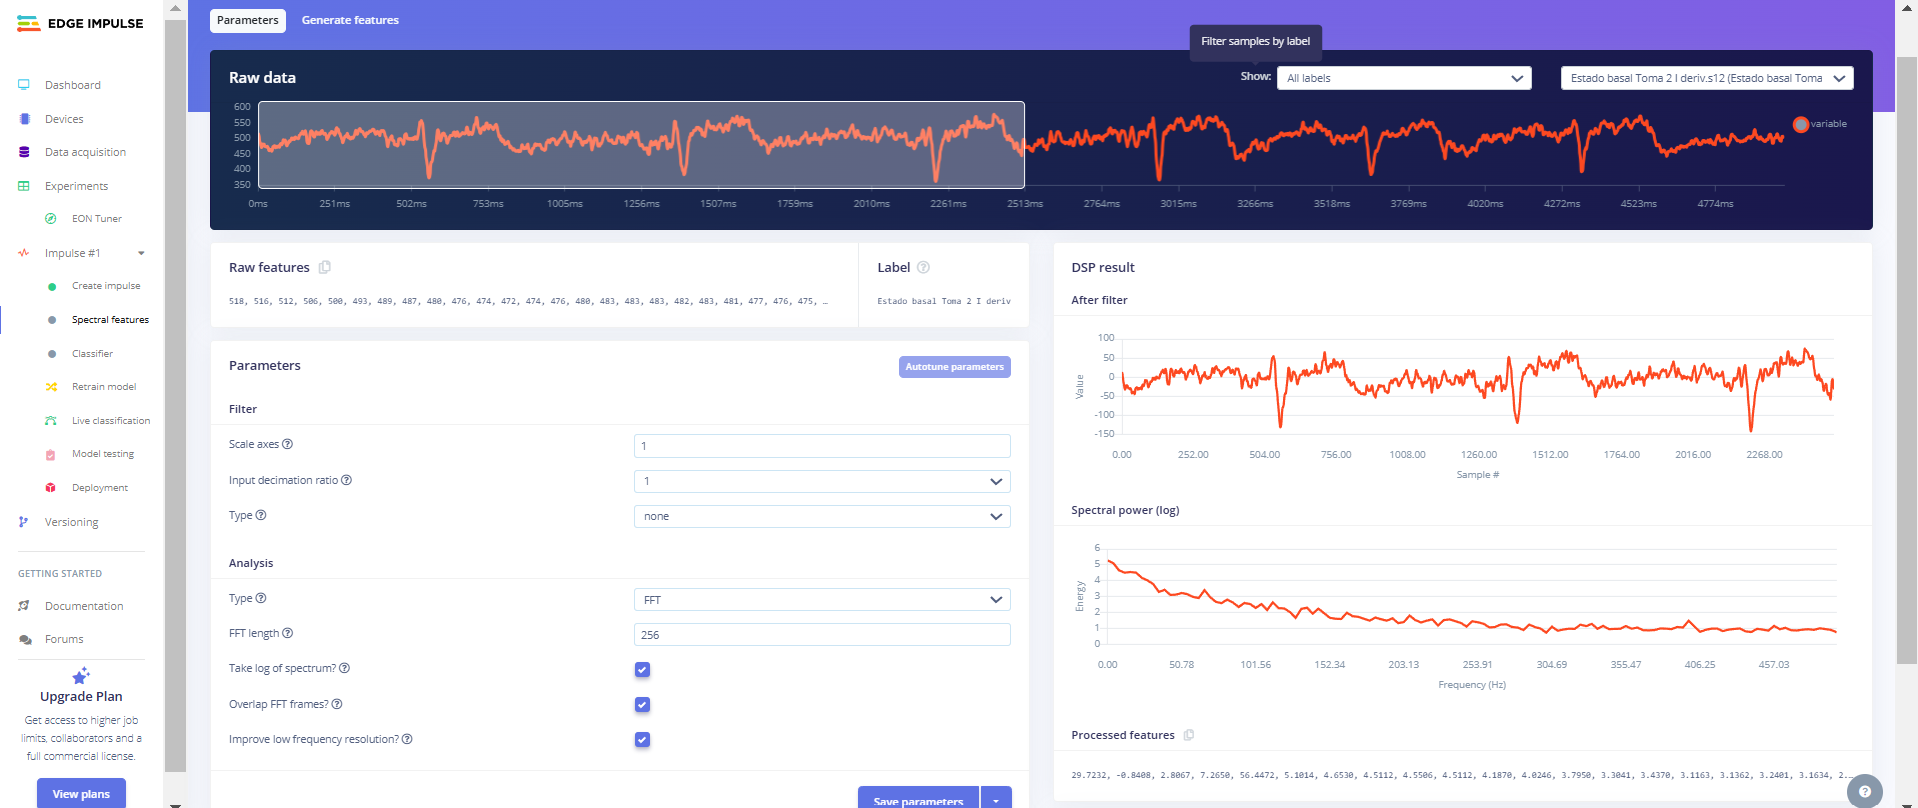 EDGE IMPULSE
Dashboard
Devices
Data acquisition
Experiments
EON Tuner
Impulse #1
Create impulse
Spectral features
Classifier
Retrain model
Live classification
Model testing
Deployment
Versioning
GETTING STARTED
Documentation
Forums
Upgrade Plan
Get access to higher job
limits, collaborators and a
full commercial license.
View plans
Parameters Generate features
Filter samples by label
Raw data
Show: All labels Estado basal Toma 2 I deriv.s12 (Estado basal Toma
600
550
500
450
400
350
0ms 251ms 502ms 753ms 1005ms 1256ms 1507ms 1759ms 2010ms 2261ms 2513ms 2764ms 3015ms 3266ms 3518ms 3769ms 4020ms 4272ms 4523ms 4774ms
variable
Raw features
518, 516, 512, 506, 500, 493, 489, 487, 480, 476, 474, 472, 474, 476, 480, 483, 483, 483, 482, 483, 481, 477, 476, 475, …
Label
Estado basal Toma 2 I deriv
Parameters
Autotune parameters
Filter
Scale axes 1
Input decimation ratio 1
Type none
Analysis
Type FFT
FFT length 256
Take log of spectrum?
Overlap FFT frames?
Improve low frequency resolution?
Save parameters
DSP result
After filter
100
50
0
-50
-100
-150
Value
0.00 252.00 504.00 756.00 1008.00 1260.00 1512.00 1764.00 2016.00 2268.00
Sample #
Spectral power (log)
6
5
4
3
2
1
0
Energy
0.00 50.78 101.56 152.34 203.13 253.91 304.69 355.47 406.25 457.03
Frequency (Hz)
Processed features
29.7232, -0.8408, 2.8067, 7.2650, 56.4472, 5.1014, 4.6530, 4.5112, 4.5506, 4.5112, 4.1870, 4.0246, 3.7950, 3.3041, 3.4370, 3.1163, 3.1362, 3.2401, 3.1634, 2.…